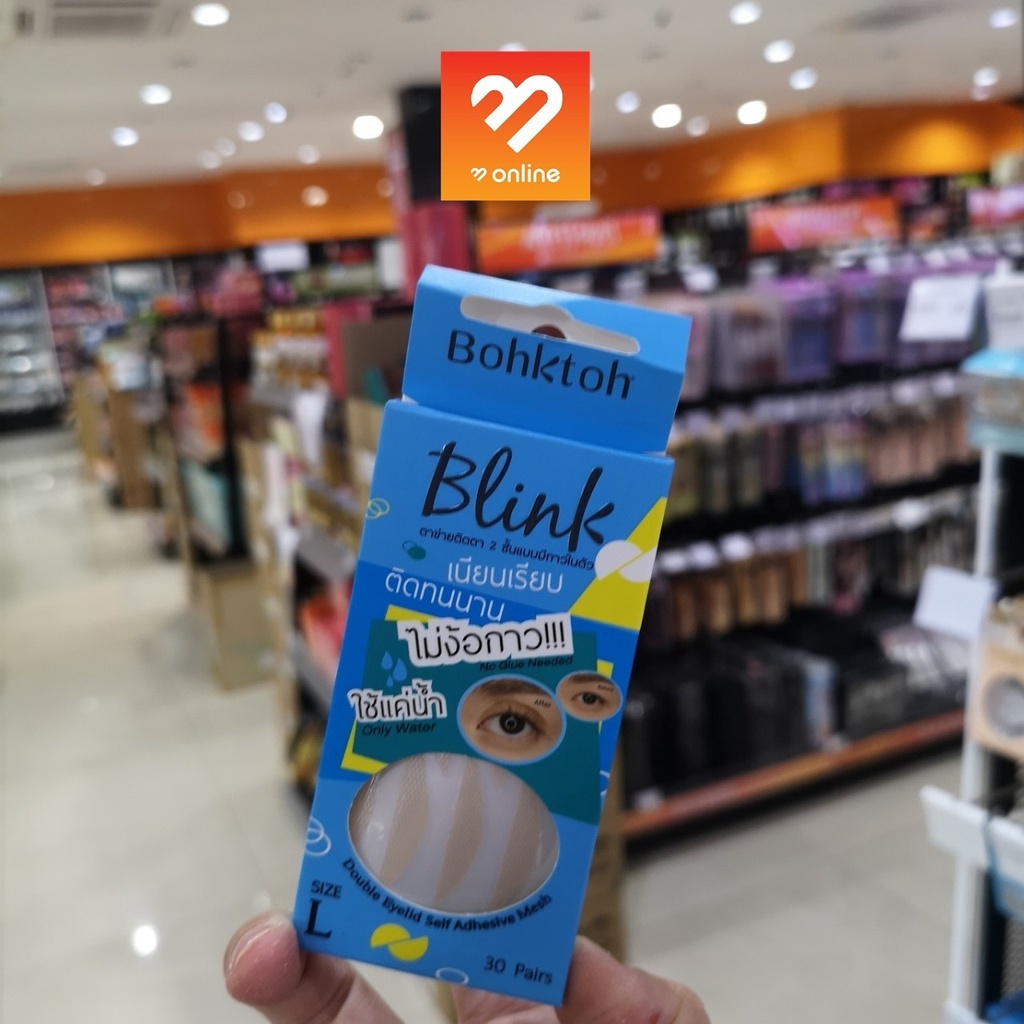 online
Bohktoh
Blink
ตาข่ายติดตา 2 ชั้นแบบมีกาวในตัว
เนียนเรียบ
ติดทนนาน
ไม่ง้อกาว!!!
No Glue Needed
ใช้แค่น้ำ
Only Water
After
Double Eyelid Self Adhesive Mesh
SIZE
L
30 Pairs